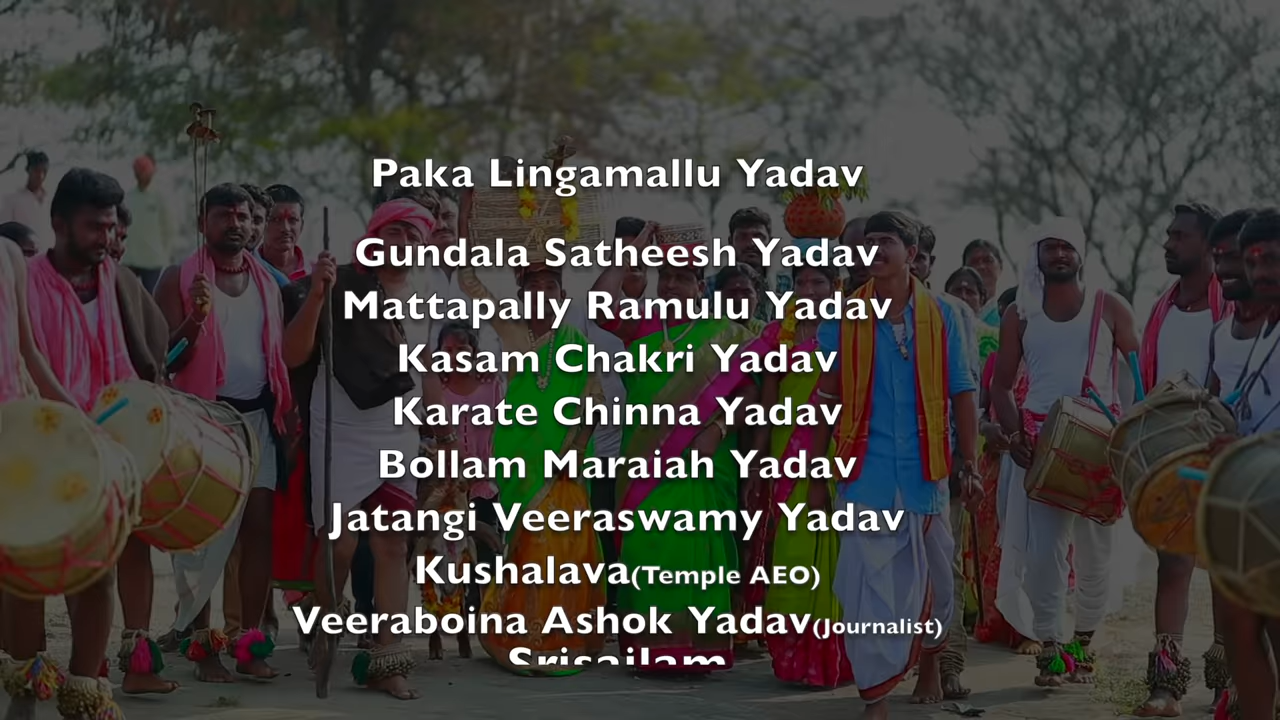 Paka Lingamallu Yadav
Gundala Satheesh Yadav
Mattapally Ramulu Yadav
Kasam Chakri Yadav
Karate Chinna Yadav
Bollam Maraiah Yadav
Jatangi Veeraswamy Yadav
Kushalava(Temple AEO)
Veeraboina Ashok Yadav(Journalist)
Srisailam